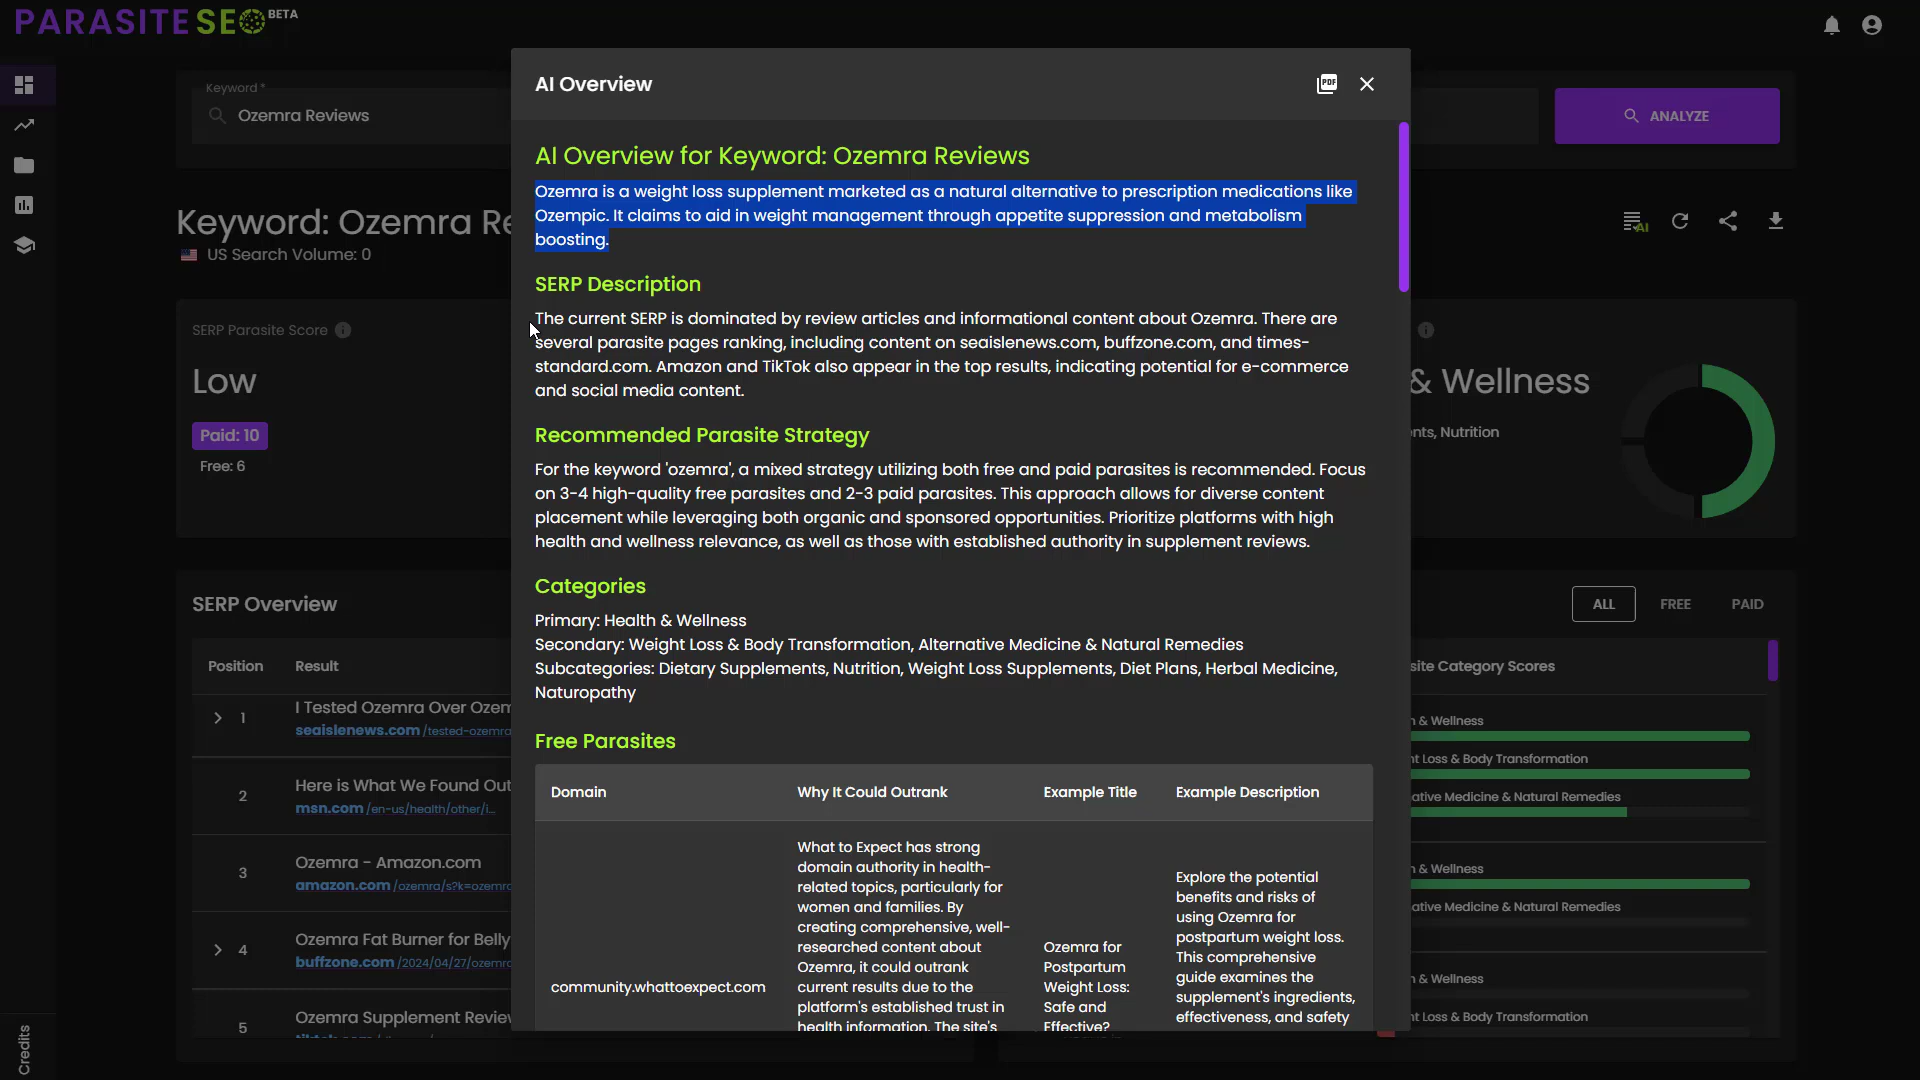 PARASITE SEO BETA
Keyword *
Ozemra Reviews
ANALYZE
Keyword: Ozemra Re
US Search Volume: 0
SERP Parasite Score
Low
Paid: 10
Free: 6
& Wellness
nts, Nutrition
SERP Overview
Position Result
1 I Tested Ozemra Over Ozem
seaislenews.com/tested-ozemra
2 Here is What We Found Out
msn.com/en-us/health/other/i...
3 Ozemra - Amazon.com
amazon.com/ozemra/s?k=ozemra
4 Ozemra Fat Burner for Belly
buffzone.com/2024/04/27/ozemra
5 Ozemra Supplement Review
ALL FREE PAID
site Category Scores
h & Wellness
ht Loss & Body Transformation
ative Medicine & Natural Remedies
h & Wellness
ative Medicine & Natural Remedies
h & Wellness
ht Loss & Body Transformation
Credits
AI Overview
PDF
AI
AI Overview for Keyword: Ozemra Reviews
Ozemra is a weight loss supplement marketed as a natural alternative to prescription medications like
Ozempic. It claims to aid in weight management through appetite suppression and metabolism
boosting.
SERP Description
The current SERP is dominated by review articles and informational content about Ozemra. There are
several parasite pages ranking, including content on seaislenews.com, buffzone.com, and times-
standard.com. Amazon and TikTok also appear in the top results, indicating potential for e-commerce
and social media content.
Recommended Parasite Strategy
For the keyword 'ozemra', a mixed strategy utilizing both free and paid parasites is recommended. Focus
on 3-4 high-quality free parasites and 2-3 paid parasites. This approach allows for diverse content
placement while leveraging both organic and sponsored opportunities. Prioritize platforms with high
health and wellness relevance, as well as those with established authority in supplement reviews.
Categories
Primary: Health & Wellness
Secondary: Weight Loss & Body Transformation, Alternative Medicine & Natural Remedies
Subcategories: Dietary Supplements, Nutrition, Weight Loss Supplements, Diet Plans, Herbal Medicine,
Naturopathy
Free Parasites
Domain Why It Could Outrank Example Title Example Description
community.whattoexpect.com
What to Expect has strong
domain authority in health-
related topics, particularly for
women and families. By
creating comprehensive, well-
researched content about
Ozemra, it could outrank
current results due to the
platform's established trust in
health information. The site's
Ozemra for
Postpartum
Weight Loss:
Safe and
Effective?
Explore the potential
benefits and risks of
using Ozemra for
postpartum weight loss.
This comprehensive
guide examines the
supplement's ingredients,
effectiveness, and safety